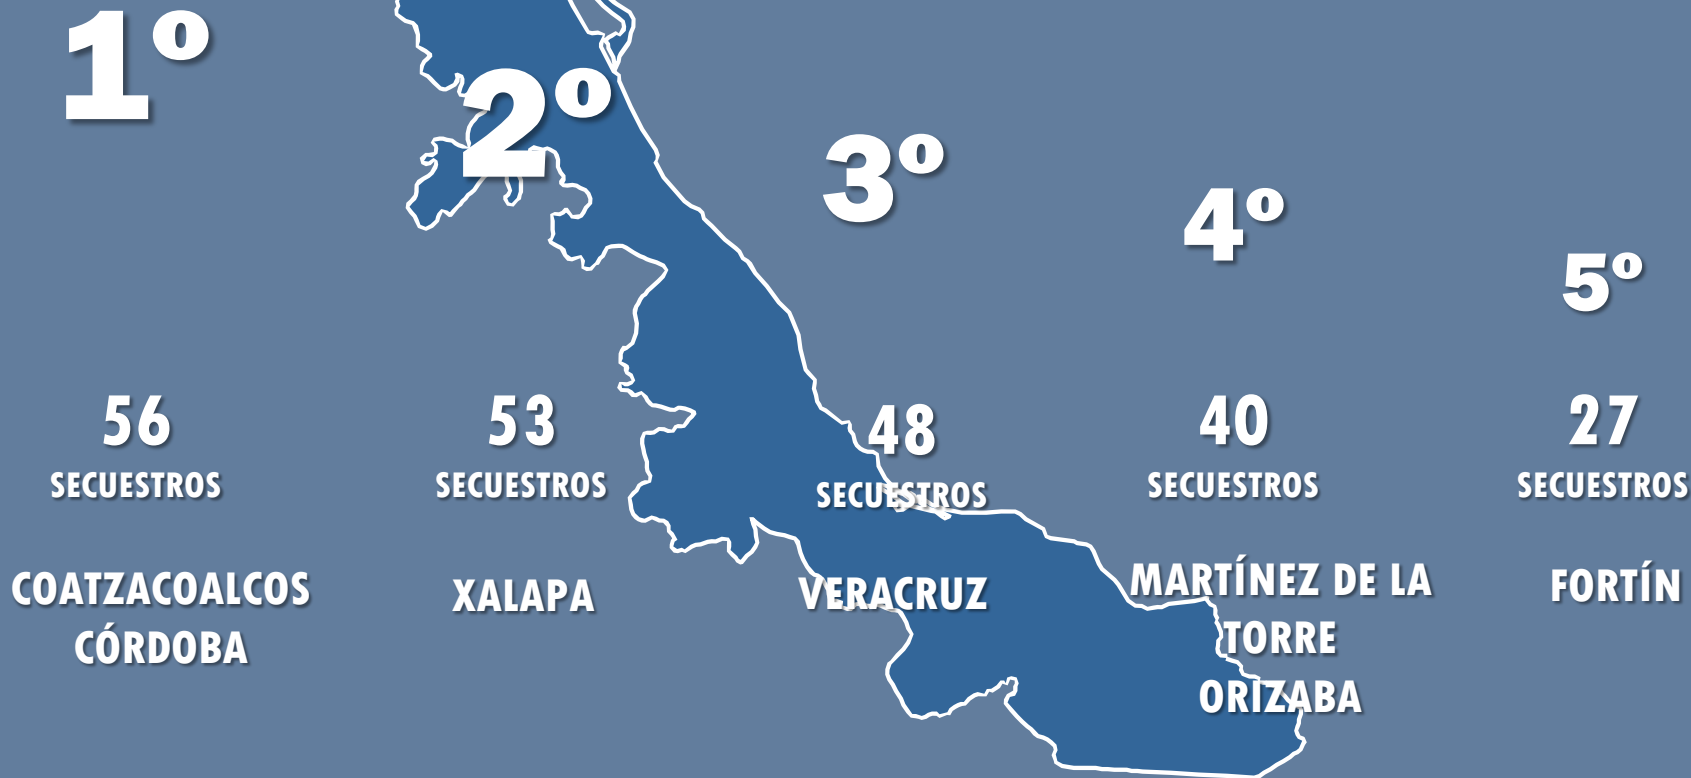 1º
56
SECUESTROS
COATZACOALCOS
CÓRDOBA
2º
53
SECUESTROS
XALAPA
3º
48
SECUESTROS
VERACRUZ
4º
40
SECUESTROS
MARTÍNEZ DE LA
TORRE
ORIZABA
5º
27
SECUESTROS
FORTÍN